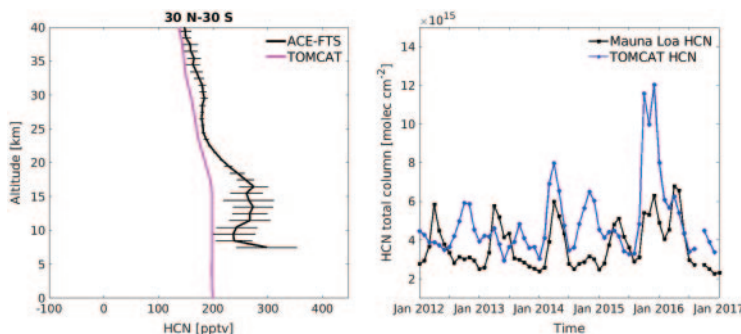 30 N-30 S
ACE-FTS
TOMCAT
40
35
30
25
20
15
10
5
0
Altitude [km]
-100
0
100
200
300
400
HCN [pptv]
×10¹⁵
Mauna Loa HCN
TOMCAT HCN
14
12
10
8
6
4
2
HCN total column [molec cm⁻²]
Jan 2012
Jan 2013
Jan 2014
Jan 2015
Jan 2016
Jan 2017
Time